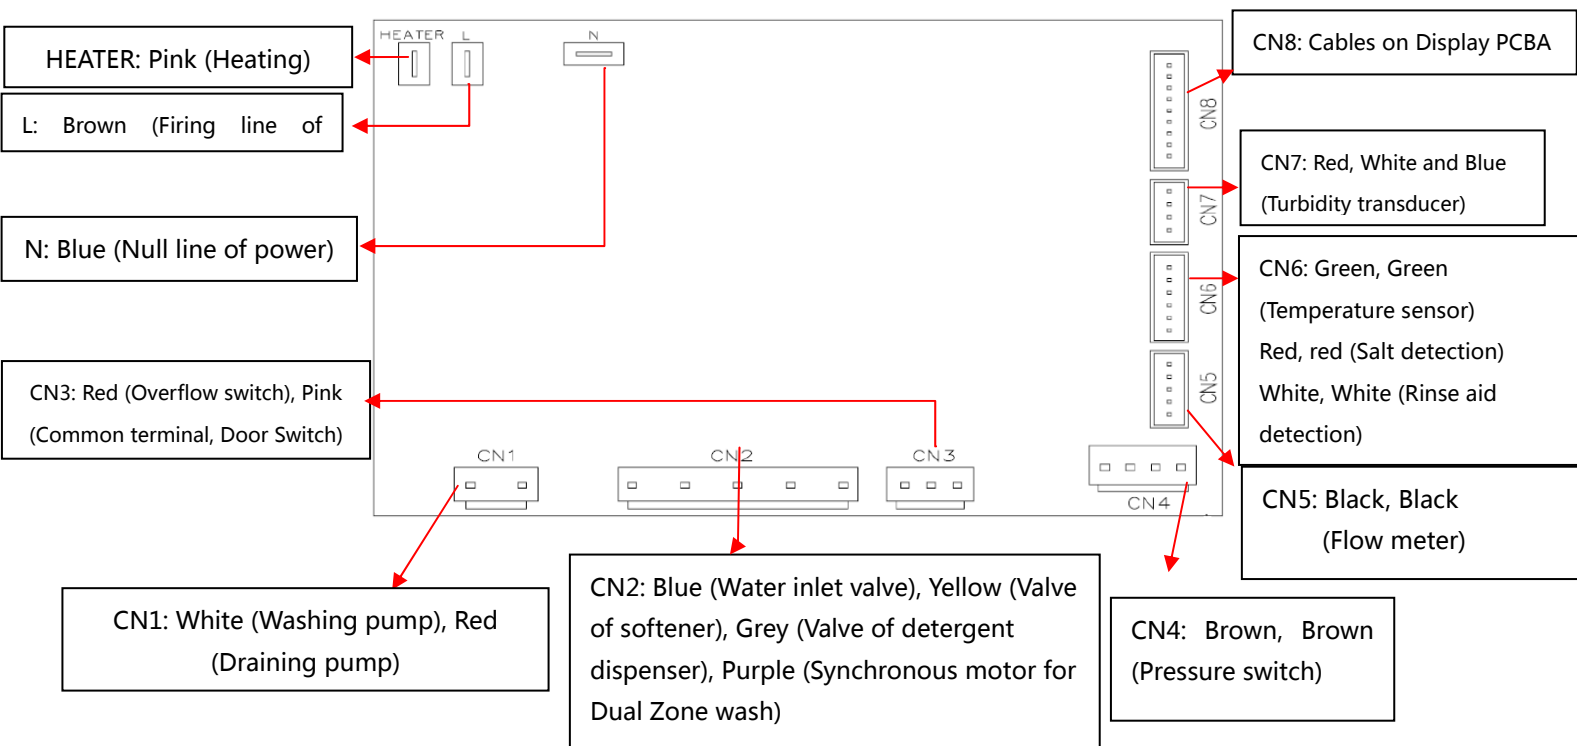 HEATER L N
HEATER: Pink (Heating)
L: Brown (Firing line of
N: Blue (Null line of power)
CN3: Red (Overflow switch), Pink
(Common terminal, Door Switch)
CN8: Cables on Display PCBA
CN8
CN7: Red, White and Blue
(Turbidity transducer)
CN7
CN6: Green, Green
(Temperature sensor)
Red, red (Salt detection)
White, White (Rinse aid
detection)
CN6
CN5
CN5: Black, Black
(Flow meter)
CN1 CN2 CN3
CN4
CN1: White (Washing pump), Red
(Draining pump)
CN2: Blue (Water inlet valve), Yellow (Valve
of softener), Grey (Valve of detergent
dispenser), Purple (Synchronous motor for
Dual Zone wash)
CN4: Brown, Brown
(Pressure switch)